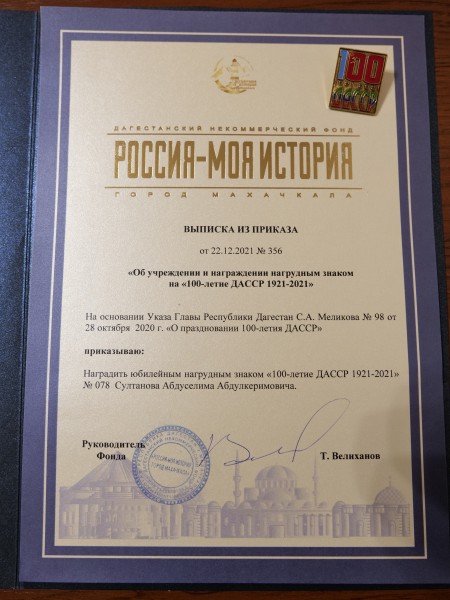 100
ДАГЕСТАНСКИЙ НЕКОММЕРЧЕСКИЙ ФОНД
РОССИЯ-МОЯ ИСТОРИЯ
ГОРОД МАХАЧКАЛА
ВЫПИСКА ИЗ ПРИКАЗА
от 22.12.2021 № 356
«Об учреждении и награждении нагрудным знаком
на «100-летие ДАССР 1921-2021»
На основании Указа Главы Республики Дагестан С.А. Меликова № 98 от
28 октября 2020 г. «О праздновании 100-летия ДАССР»
приказываю:
Наградить юбилейным нагрудным знаком «100-летие ДАССР 1921-2021»
№ 078 Султанова Абдуселима Абдулкеримовича.
Руководитель
Фонда
Т. Велиханов